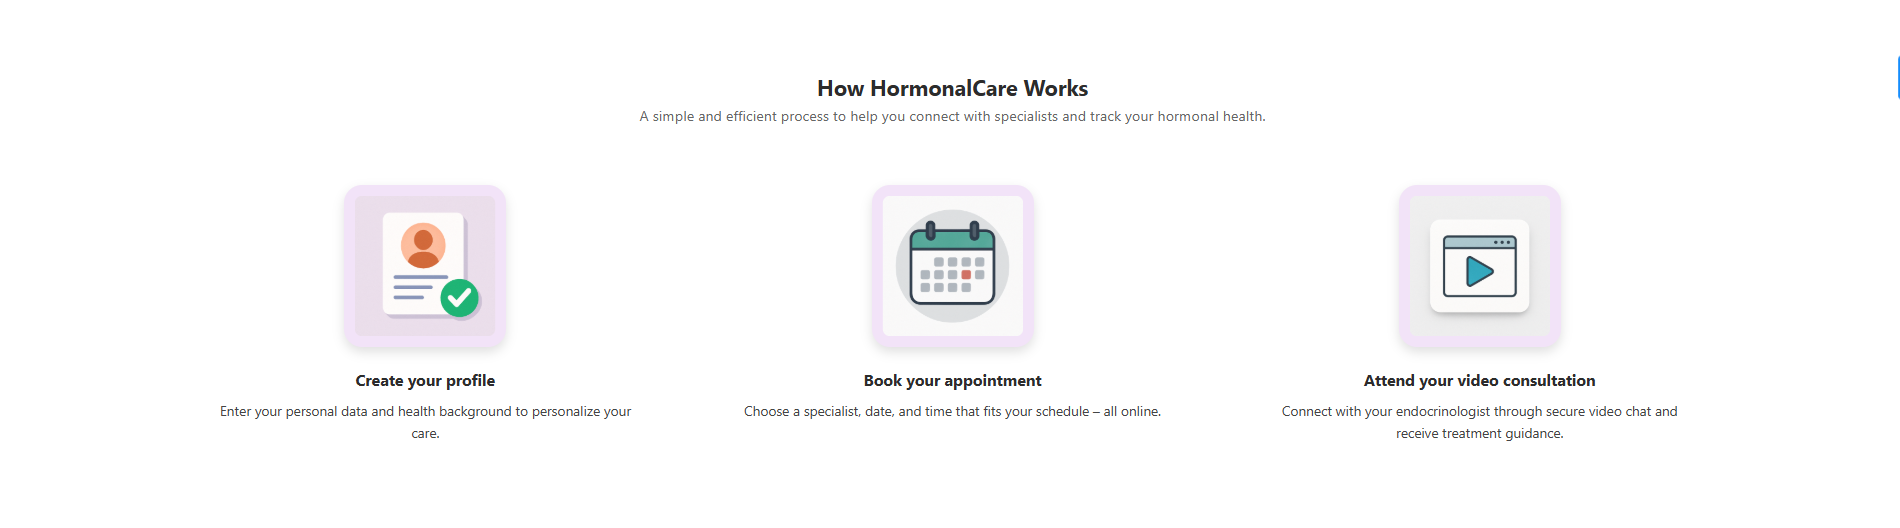 How HormonalCare Works
A simple and efficient process to help you connect with specialists and track your hormonal health.
Create your profile
Enter your personal data and health background to personalize your
care.
Book your appointment
Choose a specialist, date, and time that fits your schedule – all online.
Attend your video consultation
Connect with your endocrinologist through secure video chat and
receive treatment guidance.